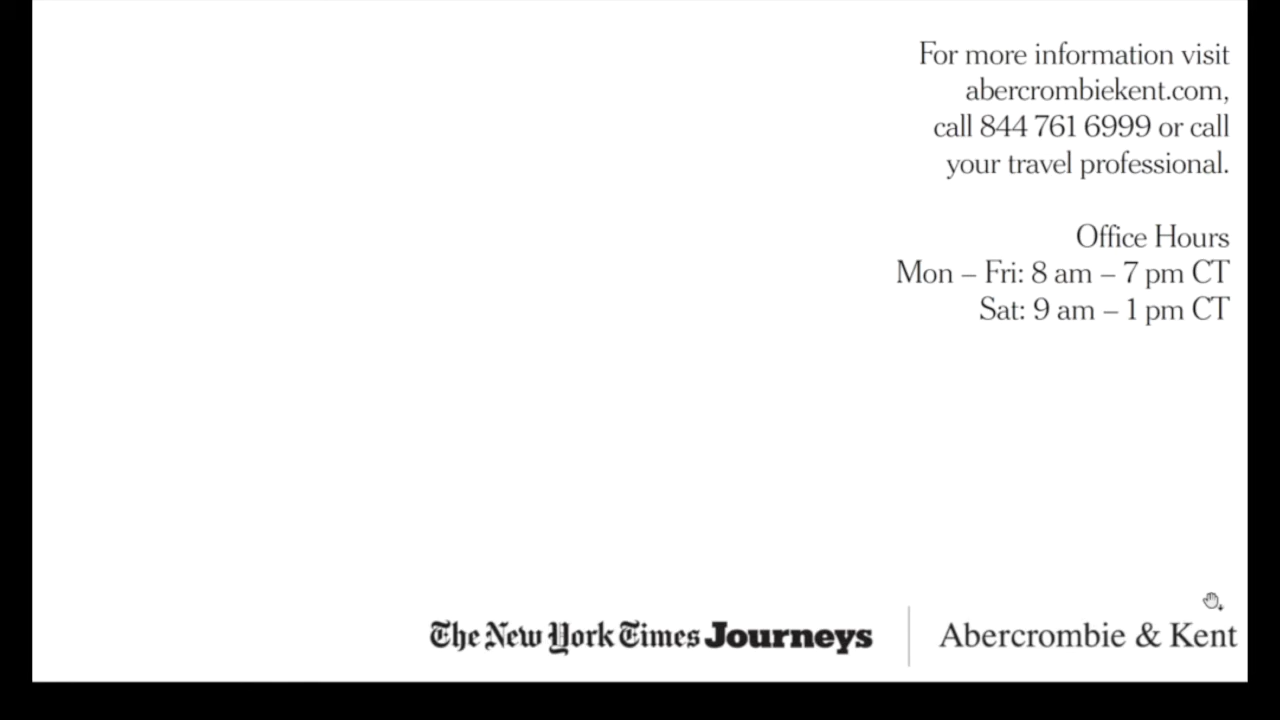 For more information visit
abercrombiekent.com,
call 844 761 6999 or call
your travel professional.
Office Hours
Mon – Fri: 8 am – 7 pm CT
Sat: 9 am – 1 pm CT
The New York Times Journeys
Abercrombie & Kent